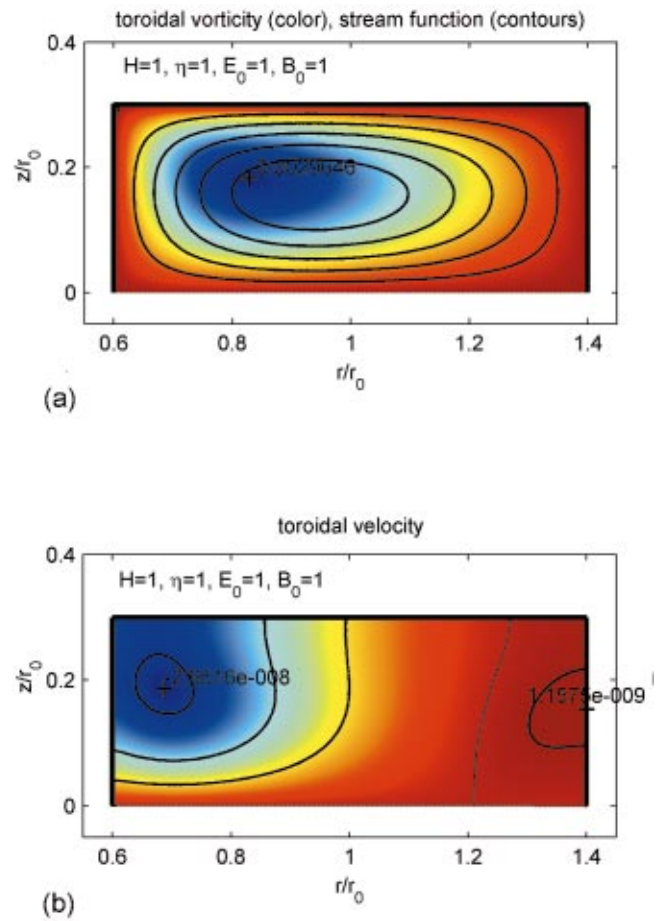 toroidal vorticity (color), stream function (contours)
0.4
H=1, η=1, E₀=1, B₀=1
z/r₀
0.2
0
0.6
0.8
1
1.2
1.4
r/r₀
(a)
toroidal velocity
0.4
H=1, η=1, E₀=1, B₀=1
z/r₀
0.2
1.1975e-009
0
0.6
0.8
1
1.2
1.4
r/r₀
(b)